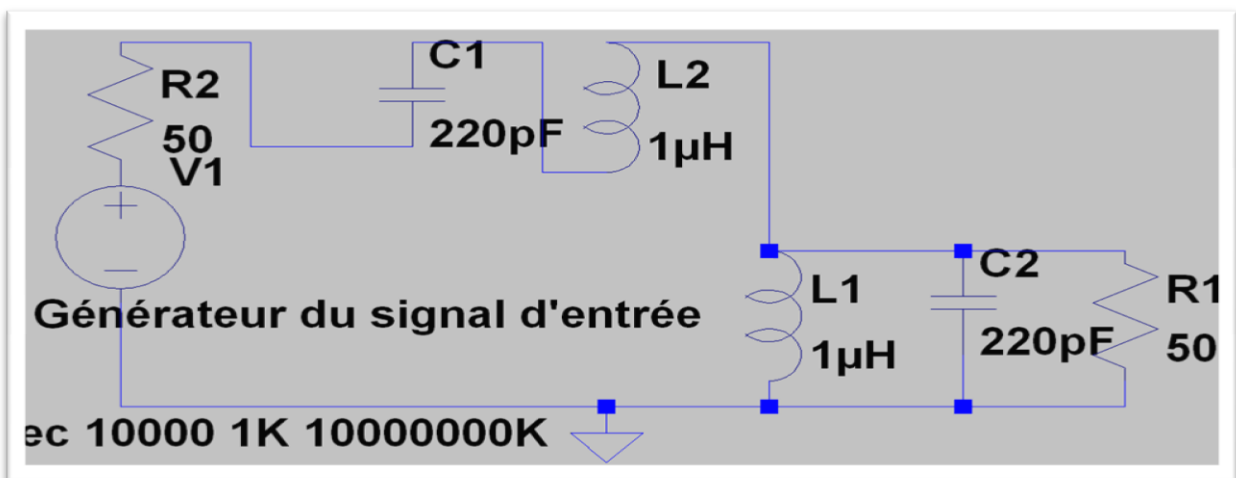 R2
50
V1
C1
220pF
L2
1µH
L1
1µH
C2
220pF
R1
50
Générateur du signal d'entrée
ec 10000 1K 10000000K